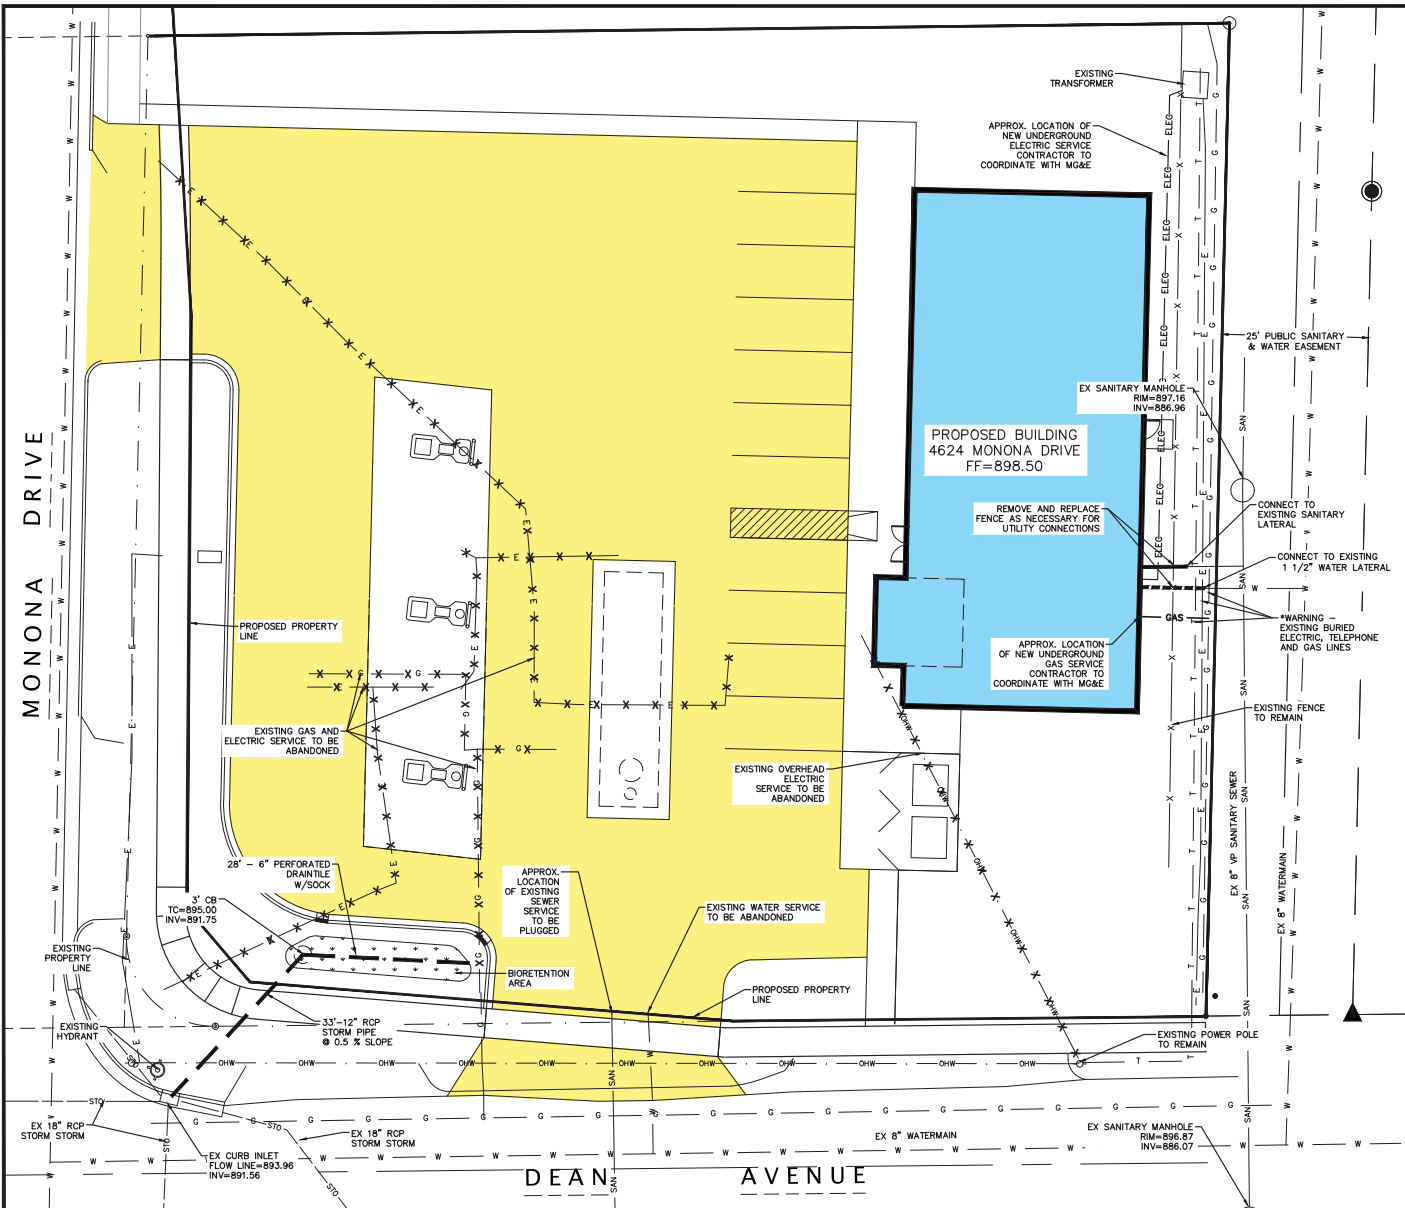 EXISTING
TRANSFORMER
APPROX. LOCATION OF
NEW UNDERGROUND
ELECTRIC SERVICE
CONTRACTOR TO
COORDINATE WITH MG&E
25' PUBLIC SANITARY
& WATER EASEMENT
EX SANITARY MANHOLE
RIM=897.16
INV=886.96
PROPOSED BUILDING
4624 MONONA DRIVE
FF=898.50
REMOVE AND REPLACE
FENCE AS NECESSARY FOR
UTILITY CONNECTIONS
CONNECT TO
EXISTING SANITARY
LATERAL
CONNECT TO EXISTING
1 1/2" WATER LATERAL
GAS
*WARNING –
EXISTING BURIED
ELECTRIC, TELEPHONE
AND GAS LINES
APPROX. LOCATION
OF NEW UNDERGROUND
GAS SERVICE
CONTRACTOR TO
COORDINATE WITH MG&E
EXISTING FENCE
TO REMAIN
MONONA DRIVE
PROPOSED PROPERTY
LINE
EXISTING GAS AND
ELECTRIC SERVICE TO BE
ABANDONED
EXISTING OVERHEAD
ELECTRIC
SERVICE TO BE
ABANDONED
EX 8" VP SANITARY SEWER
EX 8" WATERMAIN
28' – 6" PERFORATED
DRAINTILE
W/SOCK
3' CB
TC=895.00
INV=891.75
APPROX.
LOCATION
OF EXISTING
SEWER
SERVICE
TO BE
PLUGGED
EXISTING WATER SERVICE
TO BE ABANDONED
EXISTING
PROPERTY
LINE
BIORETENTION
AREA
PROPOSED PROPERTY
LINE
EXISTING
HYDRANT
33'–12" RCP
STORM PIPE
@ 0.5 % SLOPE
EXISTING POWER POLE
TO REMAIN
EX 18" RCP
STORM STORM
EX 18" RCP
STORM STORM
EX CURB INLET
FLOW LINE=893.96
INV=891.56
EX 8" WATERMAIN
EX SANITARY MANHOLE
RIM=896.87
INV=886.07
DEAN AVENUE